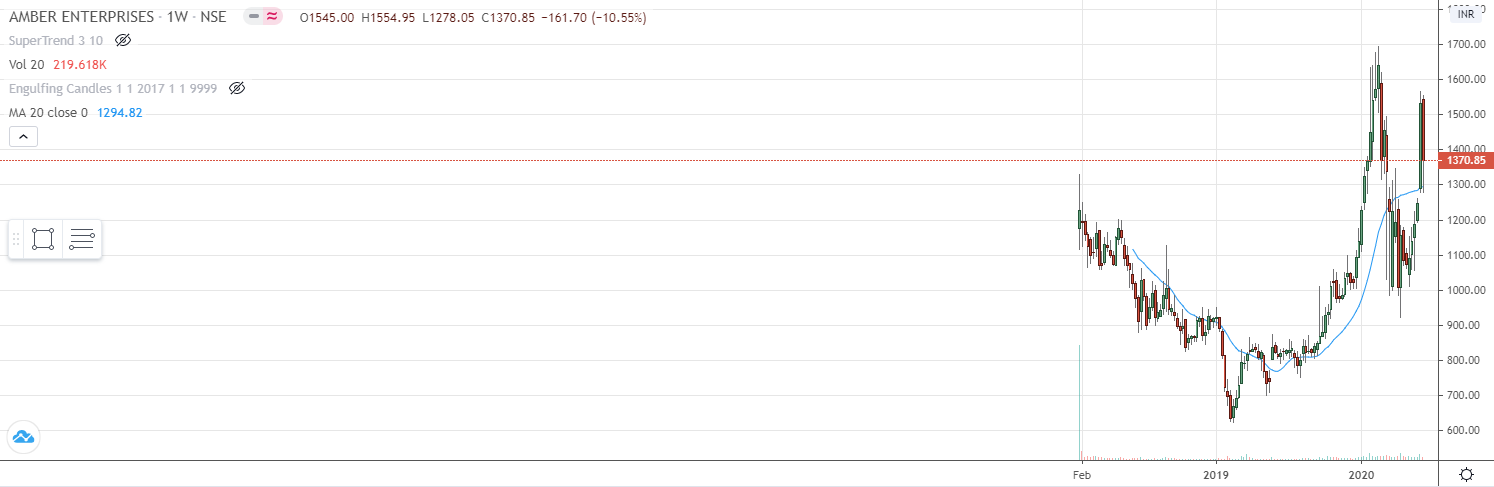 AMBER ENTERPRISES · 1W · NSE O1545.00 H1554.95 L1278.05 C1370.85 −161.70 (−10.55%)
SuperTrend 3 10
Vol 20 219.618K
Engulfing Candles 1 1 2017 1 1 9999
MA 20 close 0 1294.82
INR
1700.00
1600.00
1500.00
1400.00
1370.85
1300.00
1200.00
1100.00
1000.00
900.00
800.00
700.00
600.00
Feb 2019 2020